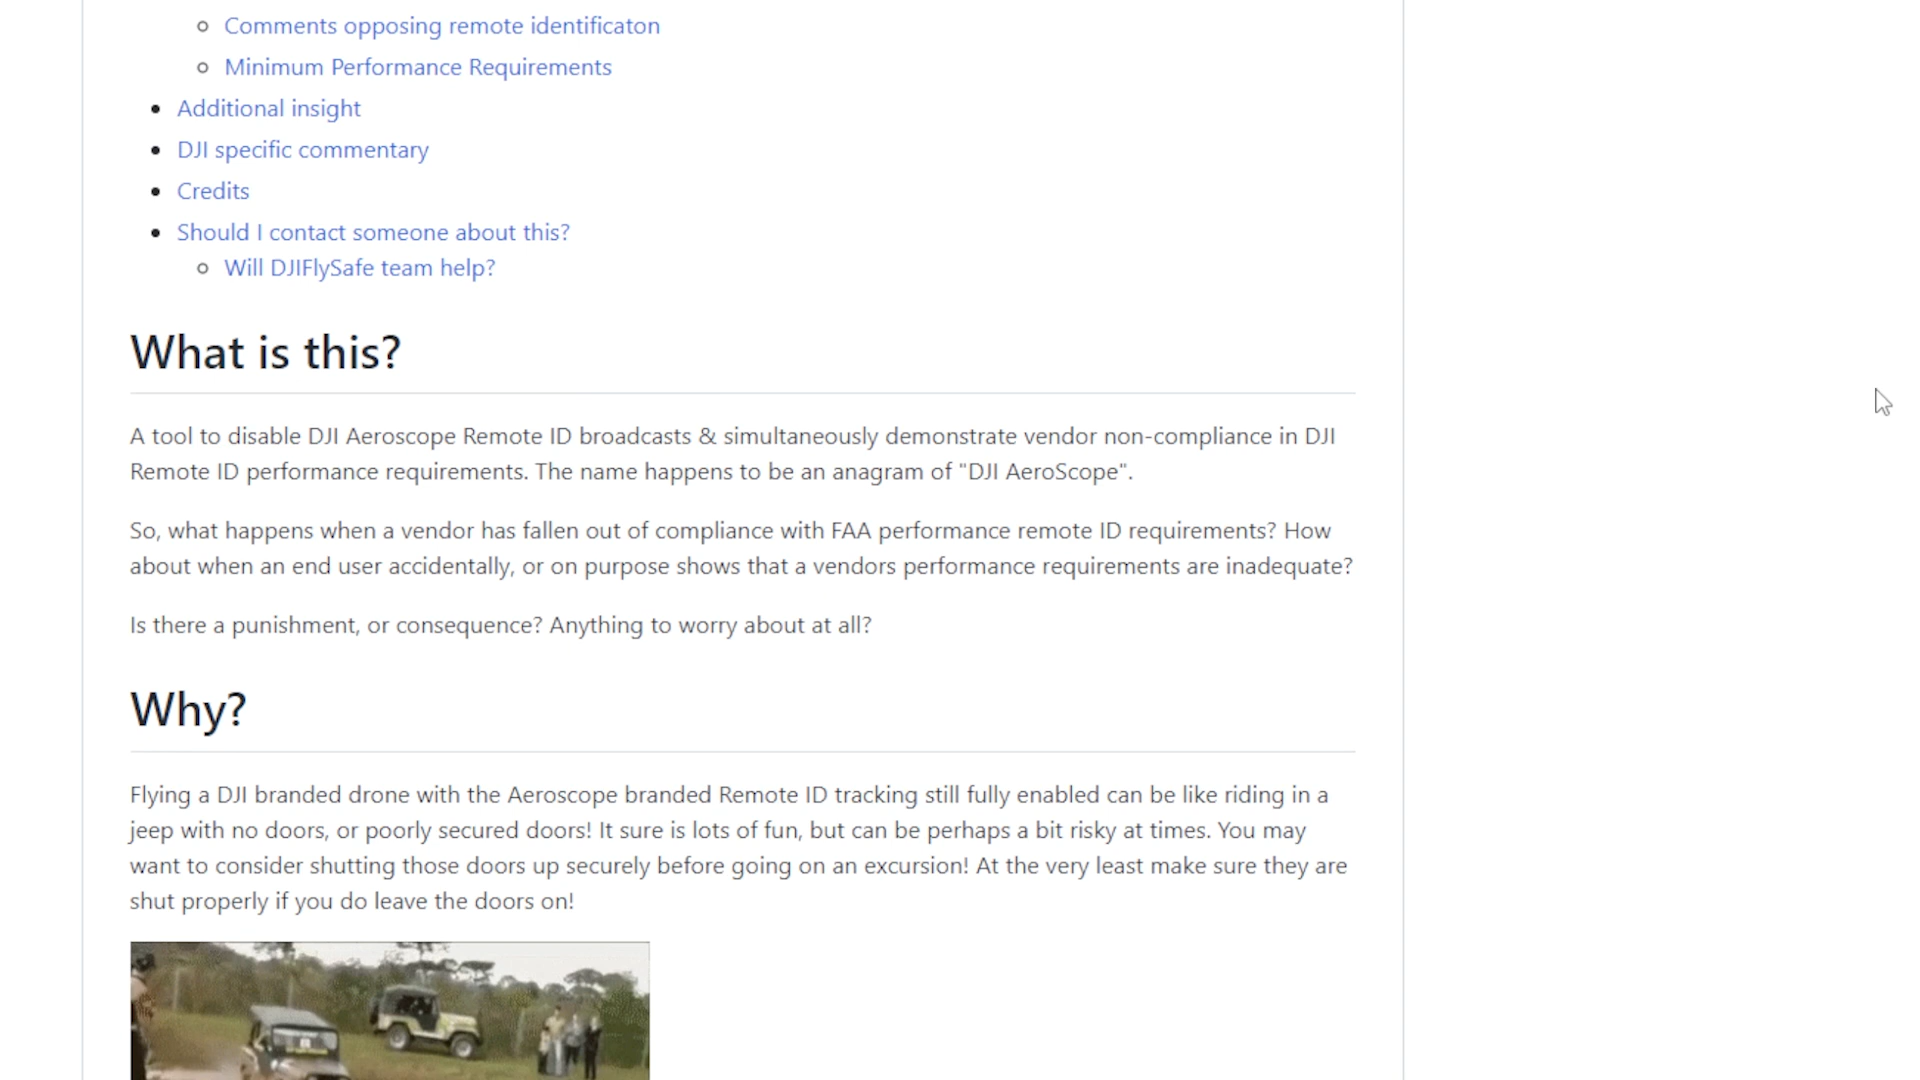 Comments opposing remote identificaton
Minimum Performance Requirements
Additional insight
DJI specific commentary
Credits
Should I contact someone about this?
Will DJIFlySafe team help?
What is this?
A tool to disable DJI Aeroscope Remote ID broadcasts & simultaneously demonstrate vendor non-compliance in DJI
Remote ID performance requirements. The name happens to be an anagram of "DJI AeroScope".
So, what happens when a vendor has fallen out of compliance with FAA performance remote ID requirements? How
about when an end user accidentally, or on purpose shows that a vendors performance requirements are inadequate?
Is there a punishment, or consequence? Anything to worry about at all?
Why?
Flying a DJI branded drone with the Aeroscope branded Remote ID tracking still fully enabled can be like riding in a
jeep with no doors, or poorly secured doors! It sure is lots of fun, but can be perhaps a bit risky at times. You may
want to consider shutting those doors up securely before going on an excursion! At the very least make sure they are
shut properly if you do leave the doors on!